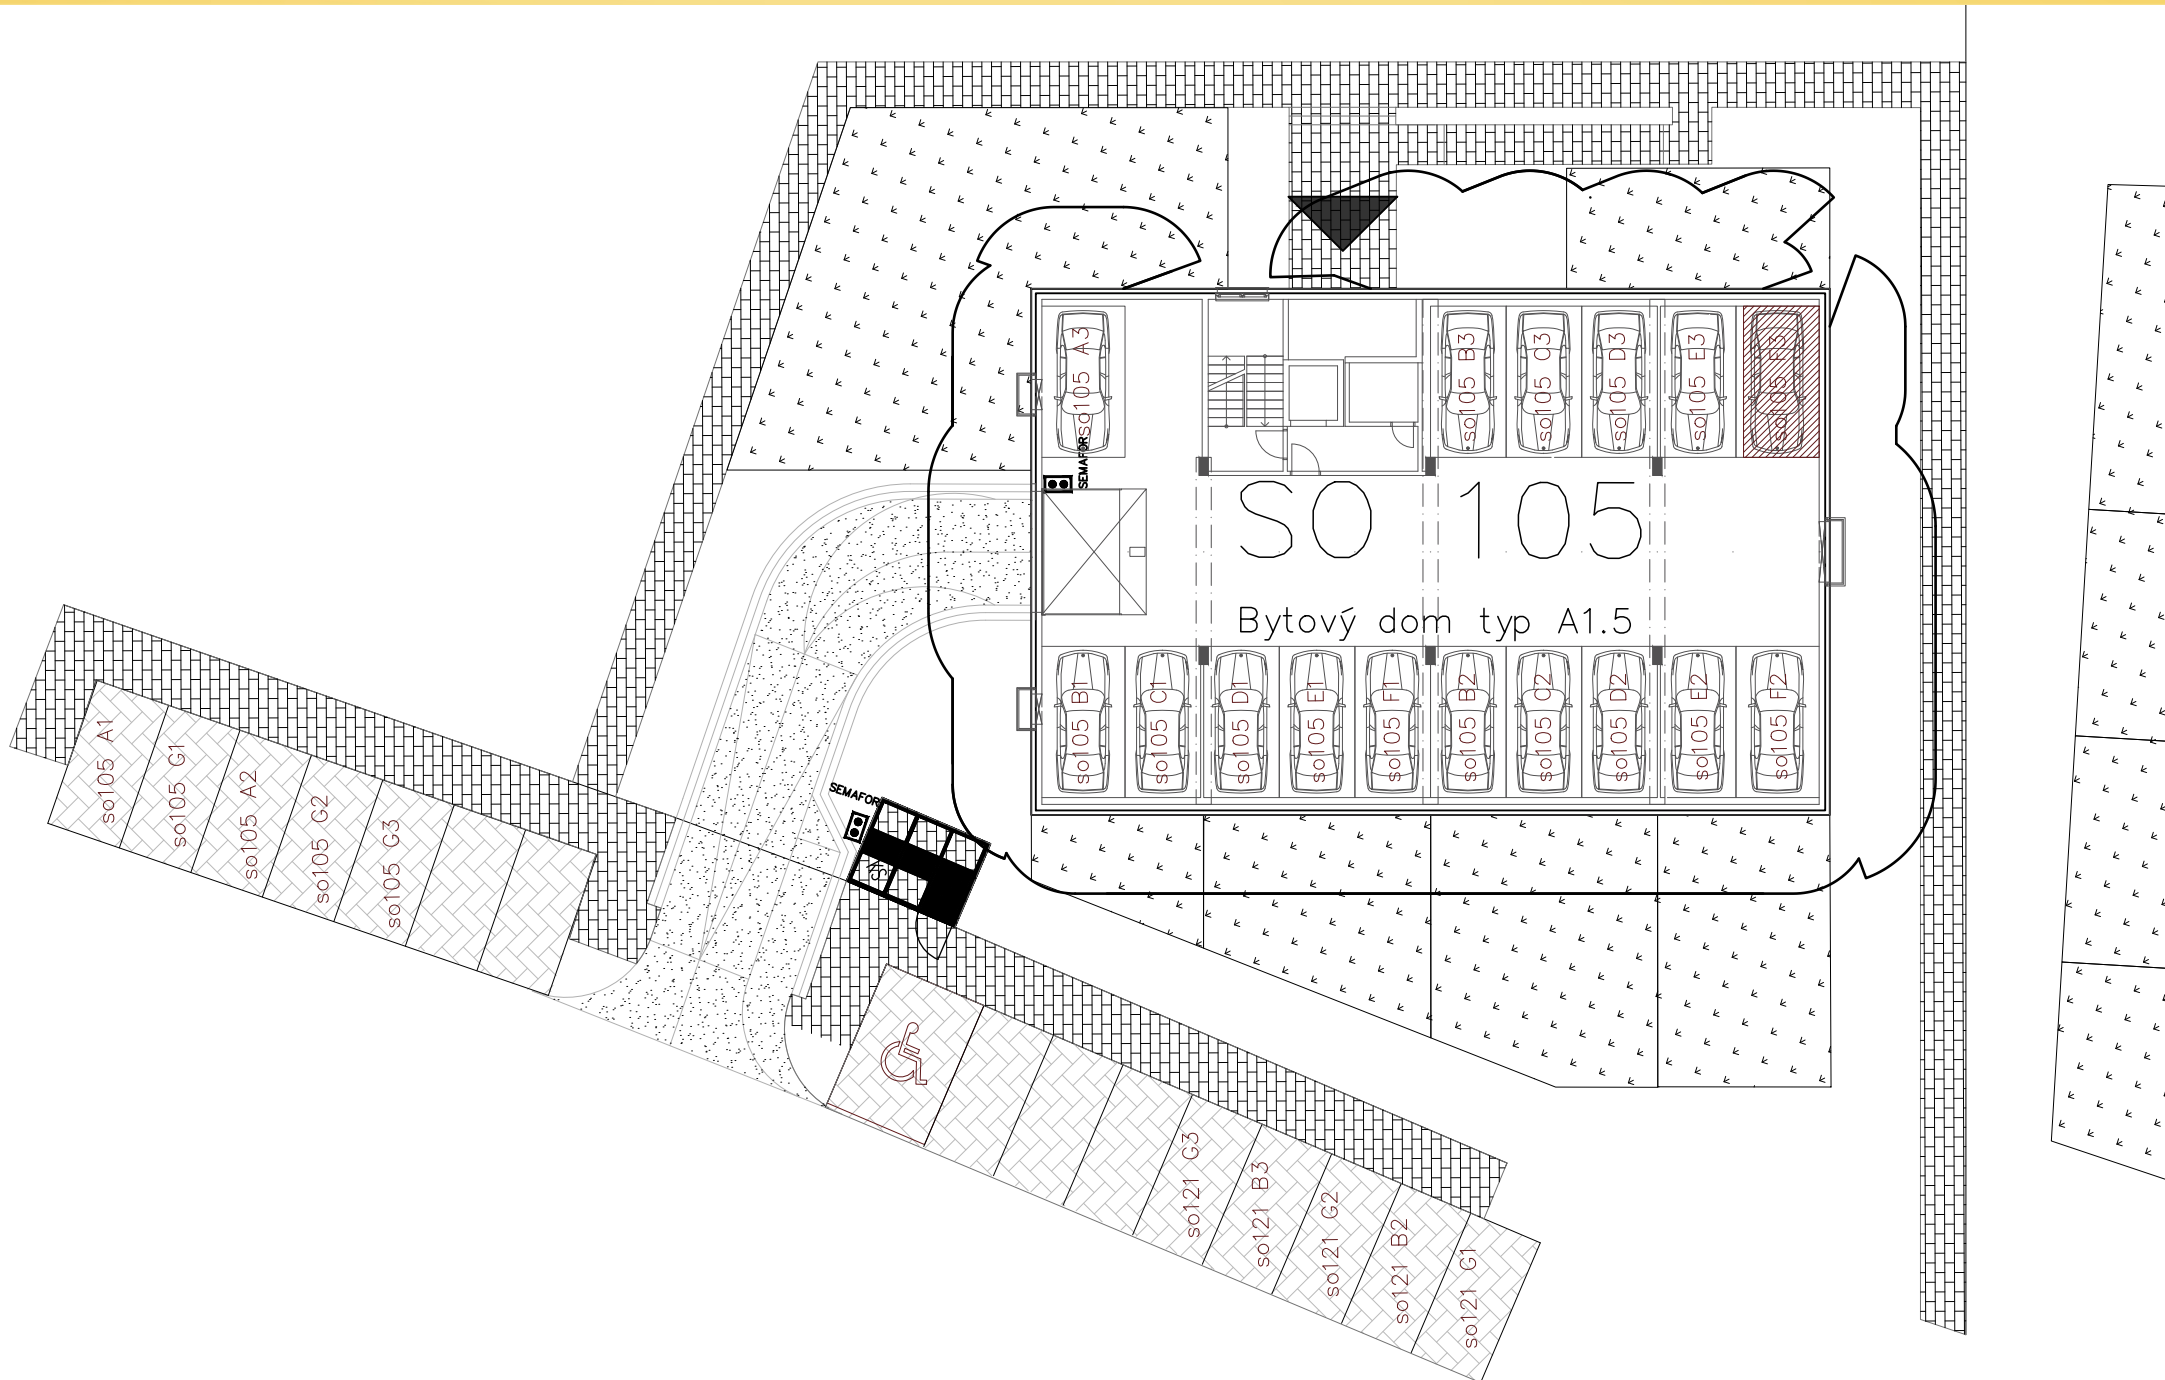 so105 A3
so105 B3
so105 C3
so105 D3
so105 E3
so105 F3
SEMAFOR
SO 105
Bytový dom typ A1.5
so105 B1
so105 C1
so105 D1
so105 E1
so105 F1
so105 B2
so105 C2
so105 D2
so105 E2
so105 F2
so105 A1
so105 G1
so105 A2
so105 G2
so105 G3
SEMAFOR
so121 G3
so121 B3
so121 G2
so121 B2
so121 G1